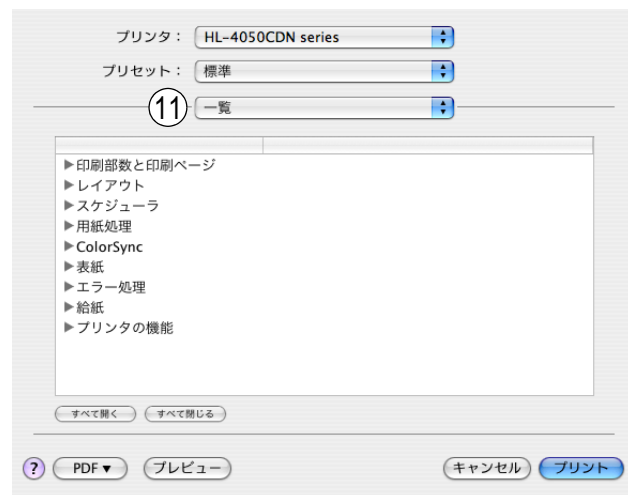 プリンタ： HL-4050CDN series
プリセット： 標準
⑪ 一覧
▶印刷部数と印刷ページ
▶レイアウト
▶スケジューラ
▶用紙処理
▶ColorSync
▶表紙
▶エラー処理
▶給紙
▶プリンタの機能
すべて開く すべて閉じる
? PDF▼ プレビュー キャンセル プリント